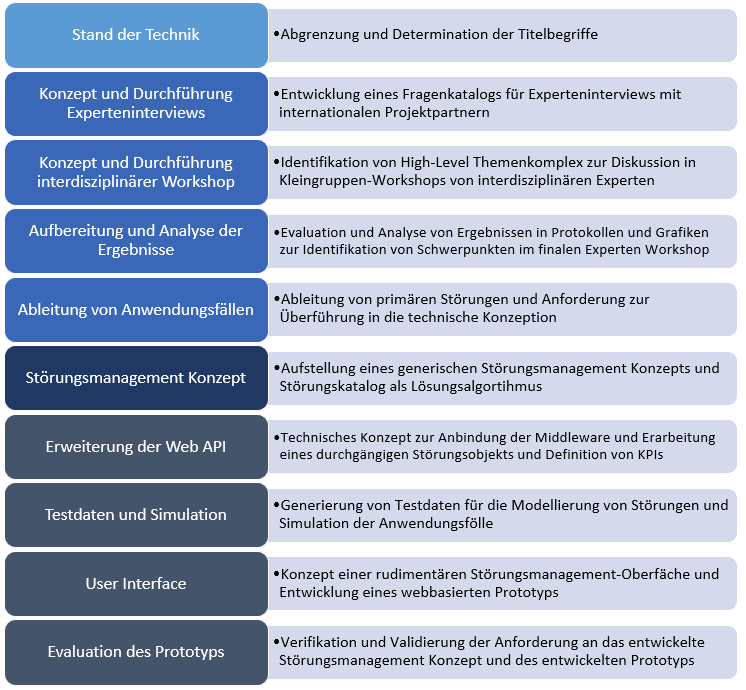 Stand der Technik
•Abgrenzung und Determination der Titelbegriffe
Konzept und Durchführung
Experteninterviews
•Entwicklung eines Fragenkatalogs für Experteninterviews mit
internationalen Projektpartnern
Konzept und Durchführung
interdisziplinärer Workshop
•Identifikation von High-Level Themenkomplex zur Diskussion in
Kleingruppen-Workshops von interdisziplinären Experten
Aufbereitung und Analyse der
Ergebnisse
•Evaluation und Analyse von Ergebnissen in Protokollen und Grafiken
zur Identifikation von Schwerpunkten im finalen Experten Workshop
Ableitung von Anwendungsfällen
•Ableitung von primären Störungen und Anforderung zur
Überführung in die technische Konzeption
Störungsmanagement Konzept
•Aufstellung eines generischen Störungsmanagement Konzepts und
Störungskatalog als Lösungsalgortihmus
Erweiterung der Web API
•Technisches Konzept zur Anbindung der Middleware und Erarbeitung
eines durchgängigen Störungsobjekts und Definition von KPIs
Testdaten und Simulation
•Generierung von Testdaten für die Modellierung von Störungen und
Simulation der Anwendungsfölle
User Interface
•Konzept einer rudimentären Störungsmanagement-Oberfäche und
Entwicklung eines webbasierten Prototyps
Evaluation des Prototyps
•Verifikation und Validierung der Anforderung an das entwickelte
Störungsmanagement Konzept und des entwickelten Prototyps